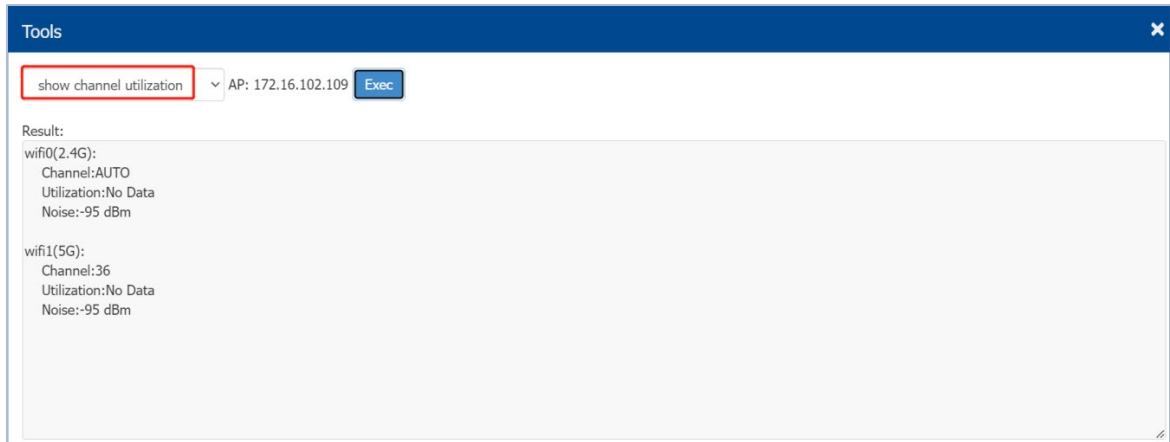 Tools
show channel utilization AP: 172.16.102.109 Exec
Result:
wifi0(2.4G):
Channel:AUTO
Utilization:No Data
Noise:-95 dBm
wifi1(5G):
Channel:36
Utilization:No Data
Noise:-95 dBm